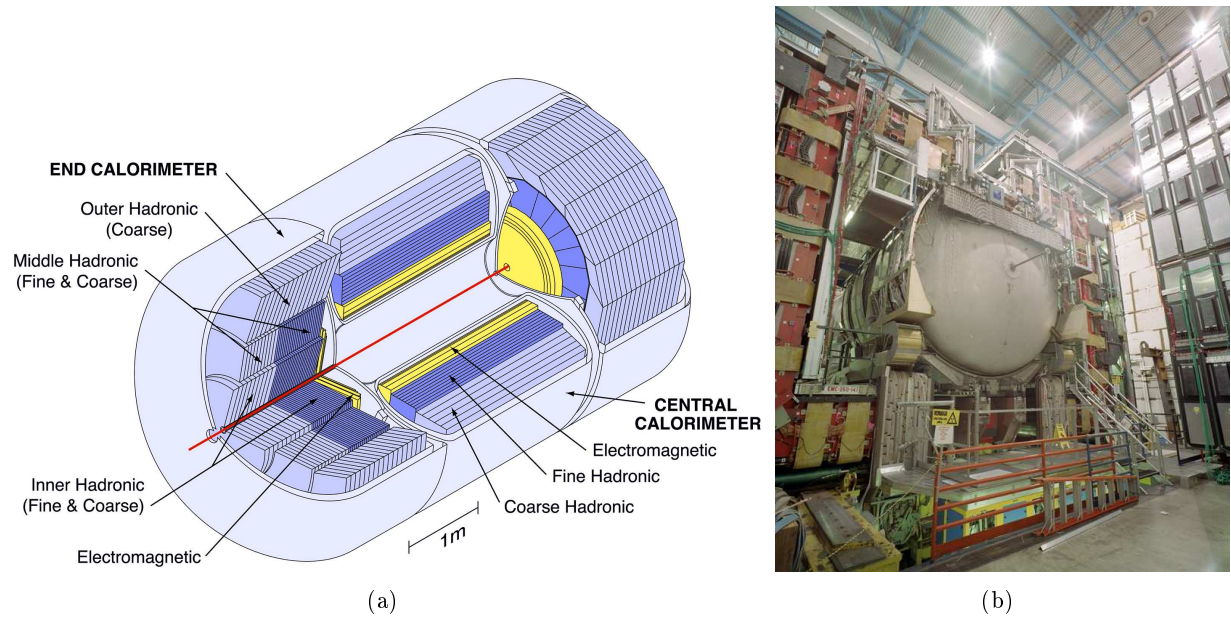 END CALORIMETER
Outer Hadronic
(Coarse)
Middle Hadronic
(Fine & Coarse)
Inner Hadronic
(Fine & Coarse)
Electromagnetic
1m
CENTRAL
CALORIMETER
Electromagnetic
Fine Hadronic
Coarse Hadronic
(a)
(b)